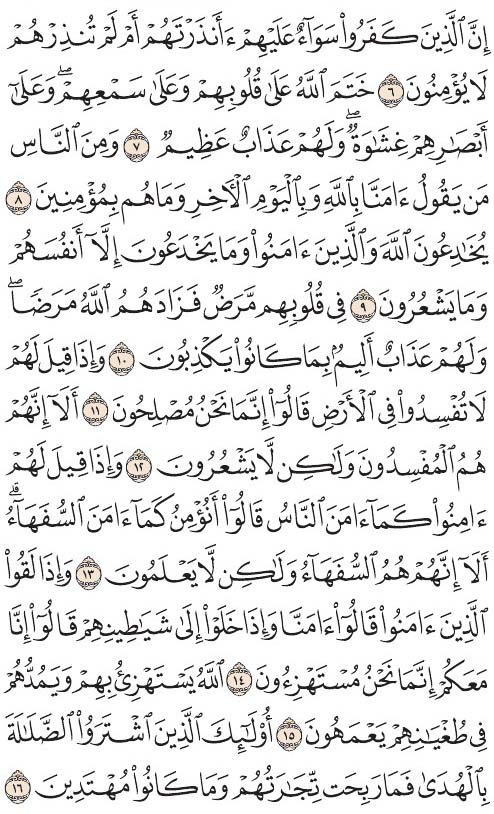 إِنَّ ٱلَّذِينَ كَفَرُواْ سَوَآءٌ عَلَيْهِمْ ءَأَنذَرْتَهُمْ أَمْ لَمْ تُنذِرْهُمْ
لَا يُؤْمِنُونَ ٦ خَتَمَ ٱللَّهُ عَلَىٰ قُلُوبِهِمْ وَعَلَىٰ سَمْعِهِمْۖ وَعَلَىٰٓ
أَبْصَٰرِهِمْ غِشَٰوَةٌۖ وَلَهُمْ عَذَابٌ عَظِيمٌ ٧ وَمِنَ ٱلنَّاسِ
مَن يَقُولُ ءَامَنَّا بِٱللَّهِ وَبِٱلْيَوْمِ ٱلْأَخِرِ وَمَا هُم بِمُؤْمِنِينَ ٨
يُخَٰدِعُونَ ٱللَّهَ وَٱلَّذِينَ ءَامَنُواْ وَمَا يَخْدَعُونَ إِلَّآ أَنفُسَهُمْ
وَمَا يَشْعُرُونَ ٩ فِي قُلُوبِهِم مَّرَضٌ فَزَادَهُمُ ٱللَّهُ مَرَضًاۖ
وَلَهُمْ عَذَابٌ أَلِيمٌۢ بِمَا كَانُواْ يَكْذِبُونَ ١٠ وَإِذَا قِيلَ لَهُمْ
لَا تُفْسِدُواْ فِي ٱلْأَرْضِ قَالُوٓاْ إِنَّمَا نَحْنُ مُصْلِحُونَ ١١ أَلَآ إِنَّهُمْ
هُمُ ٱلْمُفْسِدُونَ وَلَٰكِن لَّا يَشْعُرُونَ ١٢ وَإِذَا قِيلَ لَهُمْ
ءَامِنُواْ كَمَآ ءَامَنَ ٱلنَّاسُ قَالُوٓاْ أَنُؤْمِنُ كَمَآ ءَامَنَ ٱلسُّفَهَآءُۗ
أَلَآ إِنَّهُمْ هُمُ ٱلسُّفَهَآءُ وَلَٰكِن لَّا يَعْلَمُونَ ١٣ وَإِذَا لَقُواْ
ٱلَّذِينَ ءَامَنُواْ قَالُوٓاْ ءَامَنَّا وَإِذَا خَلَوْاْ إِلَىٰ شَيَٰطِينِهِمْ قَالُوٓاْ إِنَّا
مَعَكُمْ إِنَّمَا نَحْنُ مُسْتَهْزِءُونَ ١٤ ٱللَّهُ يَسْتَهْزِئُ بِهِمْ وَيَمُدُّهُمْ
فِي طُغْيَٰنِهِمْ يَعْمَهُونَ ١٥ أُوْلَٰٓئِكَ ٱلَّذِينَ ٱشْتَرَوُاْ ٱلضَّلَٰلَةَ
بِٱلْهُدَىٰ فَمَا رَبِحَت تِّجَٰرَتُهُمْ وَمَا كَانُواْ مُهْتَدِينَ ١٦